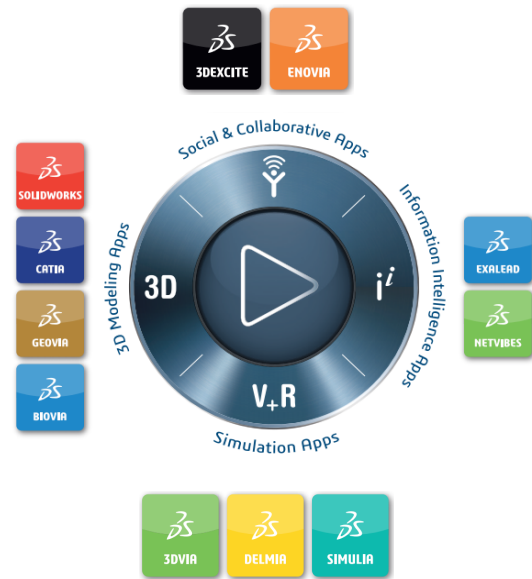 3DEXCITE
ENOVIA
Social & Collaborative Apps
SOLIDWORKS
CATIA
GEOVIA
BIOVIA
3D Modeling Apps
3D
i i
Information Intelligence Apps
EXALEAD
NETVIBES
V+R
Simulation Apps
3DVIA
DELMIA
SIMULIA